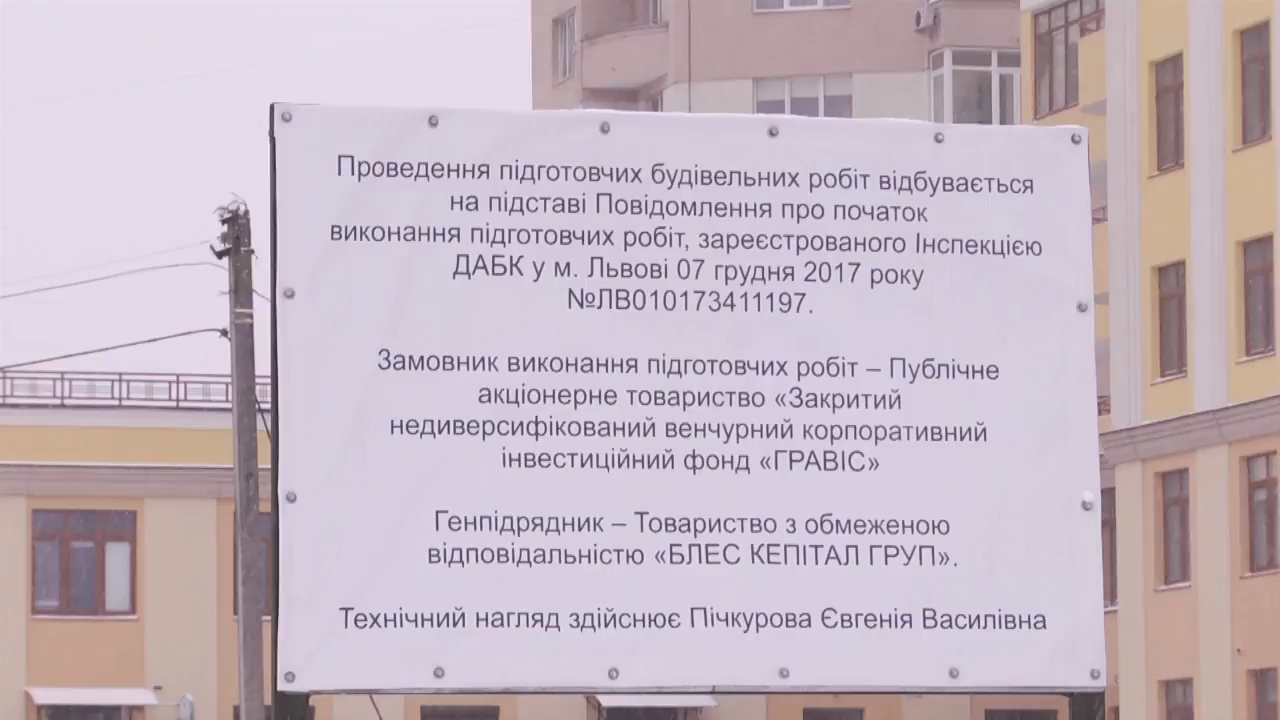 Проведення підготовчих будівельних робіт відбувається
на підставі Повідомлення про початок
виконання підготовчих робіт, зареєстрованого Інспекцією
ДАБК у м. Львові 07 грудня 2017 року
№ЛВ010173411197.
Замовник виконання підготовчих робіт – Публічне
акціонерне товариство «Закритий
недиверсифікований венчурний корпоративний
інвестиційний фонд «ГРАВІС»
Генпідрядник – Товариство з обмеженою
відповідальністю «БЛЕС КЕПІТАЛ ГРУП».
Технічний нагляд здійснює Пічкурова Євгенія Василівна